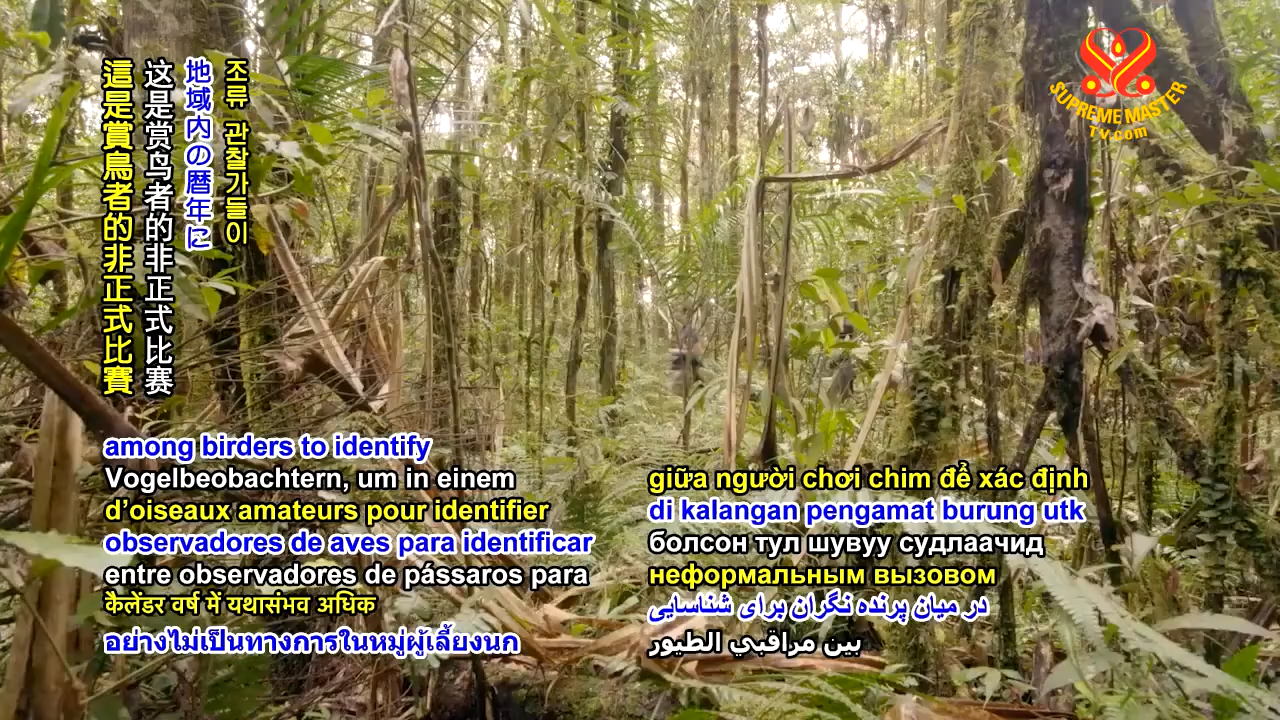 這是賞鳥者的非正式比賽
这是赏鸟者的非正式比赛
地域内の暦年に
조류 관찰가들이
SUPREME MASTER
TV.com
among birders to identify
Vogelbeobachtern, um in einem
d’oiseaux amateurs pour identifier
observadores de aves para identificar
entre observadores de pássaros para
कैलेंडर वर्ष में यथासंभव अधिक
อย่างไม่เป็นทางการในหมู่ผู้เลี้ยงนก
giữa người chơi chim để xác định
di kalangan pengamat burung utk
болсон тул шувуу судлаачид
неформальным вызовом
در میان پرنده نگران برای شناسایی
بين مراقبي الطيور